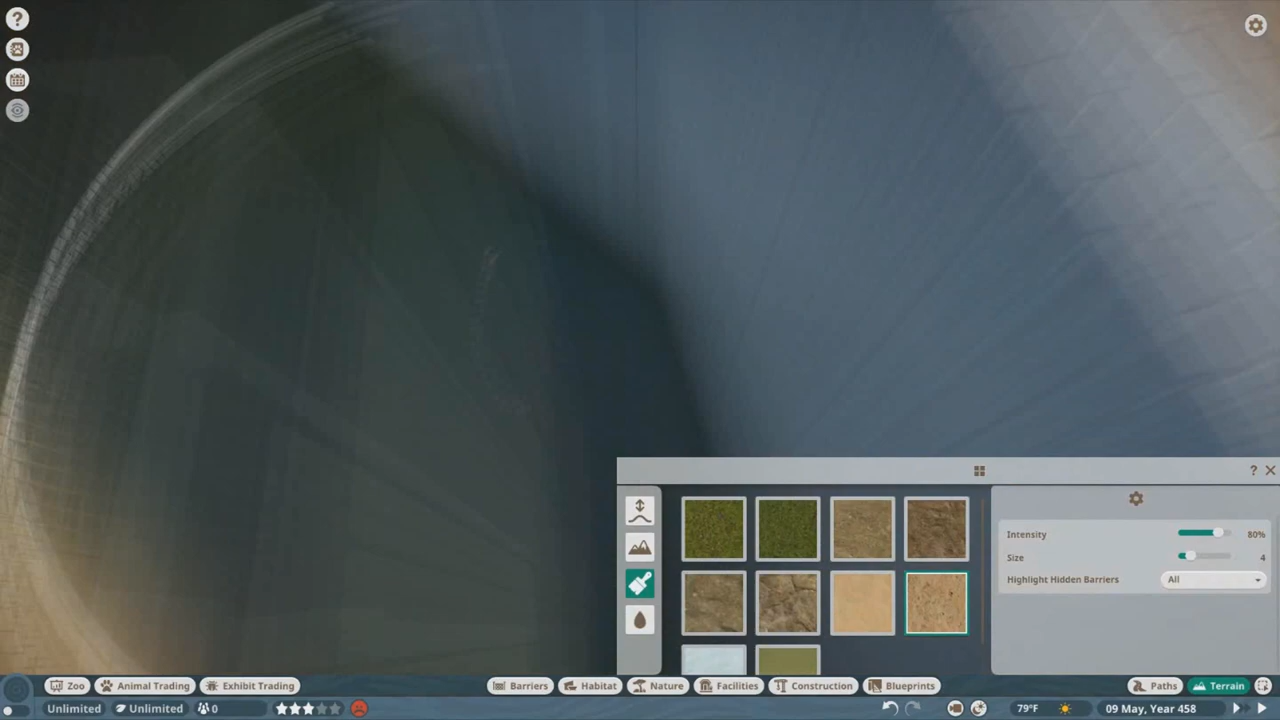 ?
? ×
Intensity 80%
Size 4
Highlight Hidden Barriers All
Zoo Animal Trading Exhibit Trading Barriers Habitat Nature Facilities Construction Blueprints Paths Terrain
Unlimited Unlimited 0 79°F 09 May, Year 458